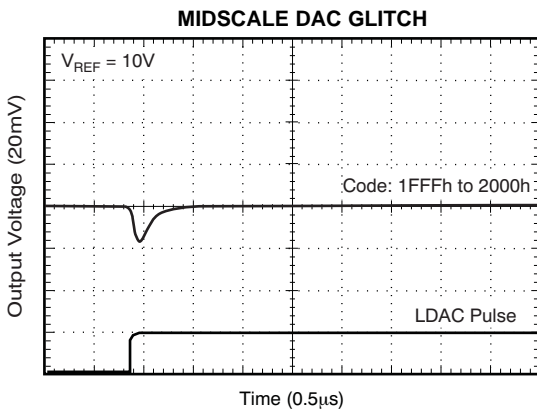 MIDSCALE DAC GLITCH
V_REF = 10V
Output Voltage (20mV)
Code: 1FFFh to 2000h
LDAC Pulse
Time (0.5μs)